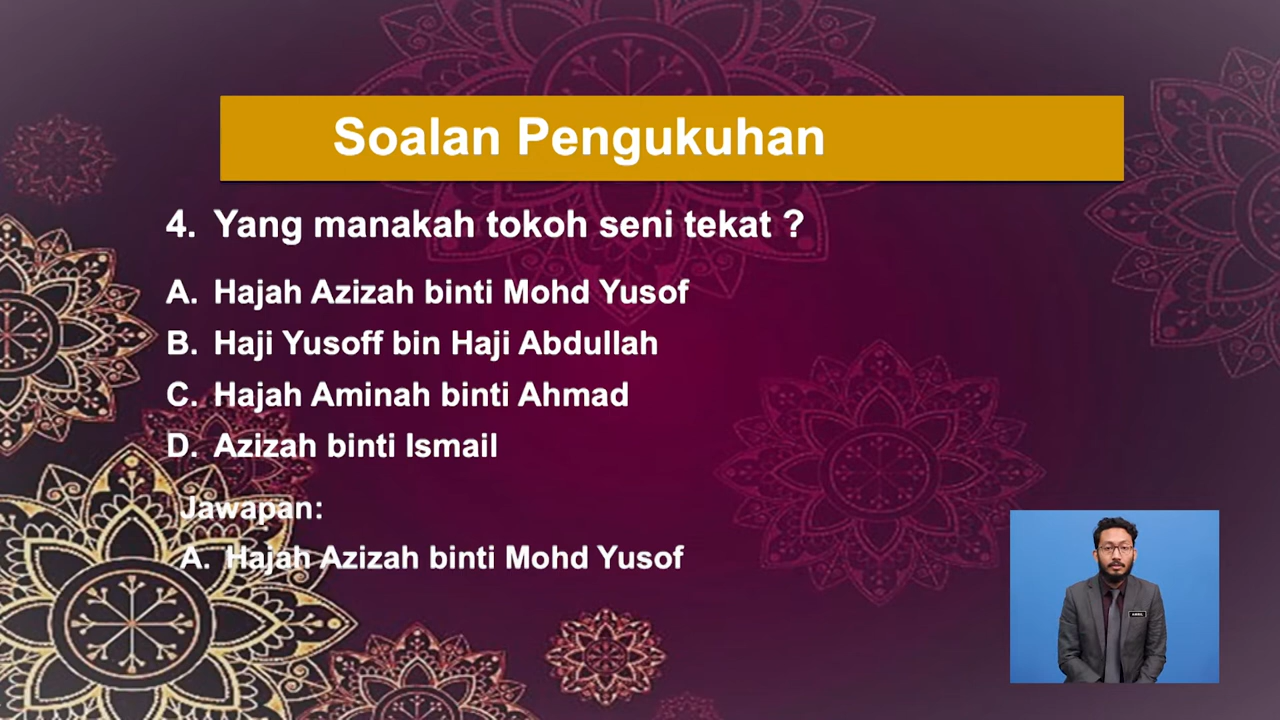 Soalan Pengukuhan
4. Yang manakah tokoh seni tekat ?
A. Hajah Azizah binti Mohd Yusof
B. Haji Yusoff bin Haji Abdullah
C. Hajah Aminah binti Ahmad
D. Azizah binti Ismail
Jawapan:
A. Hajah Azizah binti Mohd Yusof